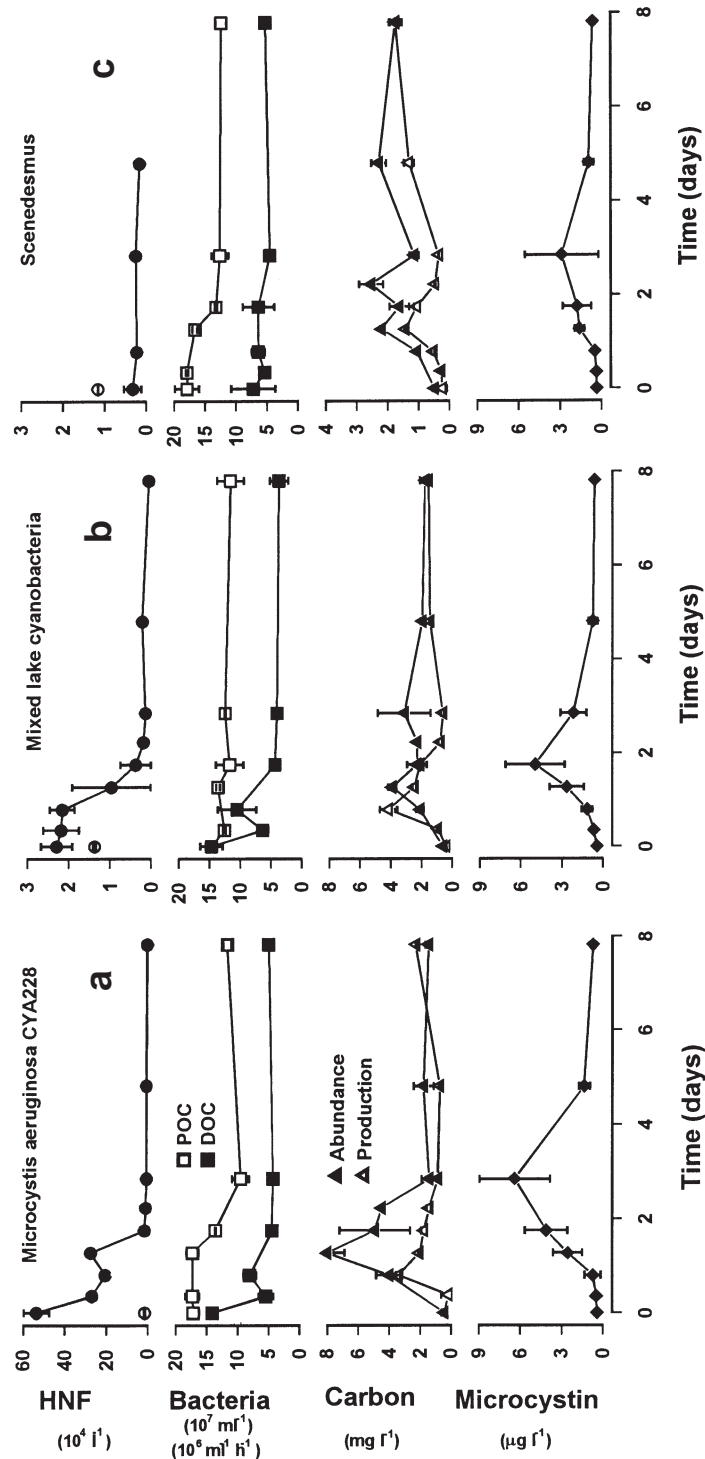 Microcystis aeruginosa CYA228
Mixed lake cyanobacteria
Scenedesmus
a
b
c
HNF
(10⁴ l⁻¹)
60
40
20
0
3
2
1
0
3
2
1
0
Bacteria
(10⁷ ml⁻¹)
(10⁶ ml⁻¹ h⁻¹)
20
15
10
5
0
POC
DOC
20
15
10
5
0
20
15
10
5
0
Carbon
(mg l⁻¹)
8
6
4
2
0
Abundance
Production
8
6
4
2
0
8
6
4
2
0
Microcystin
(μg l⁻¹)
9
6
3
0
9
6
3
0
9
6
3
0
0 2 4 6 8
0 2 4 6 8
0 2 4 6 8
Time (days)
Time (days)
Time (days)